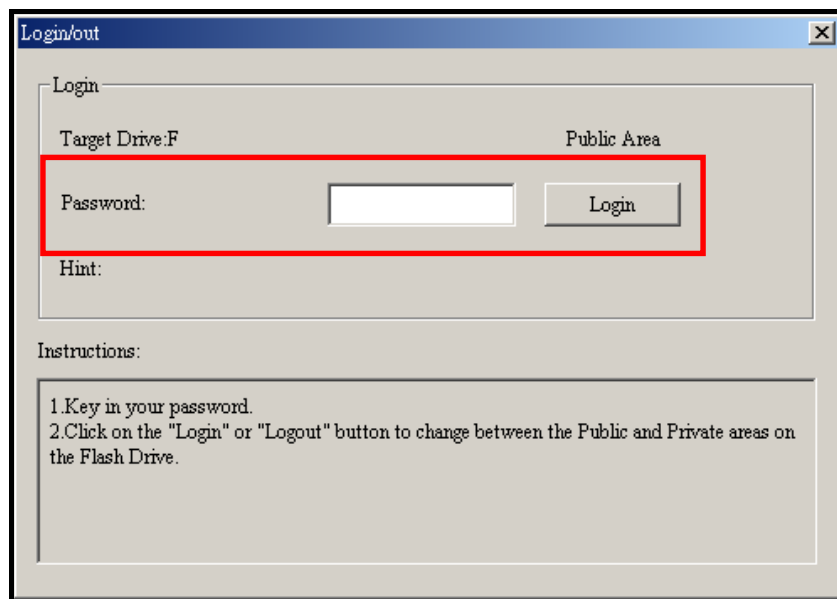 Login/out
Login
Target Drive:F
Public Area
Password:
Login
Hint:
Instructions:
1.Key in your password.
2.Click on the "Login" or "Logout" button to change between the Public and Private areas on
the Flash Drive.